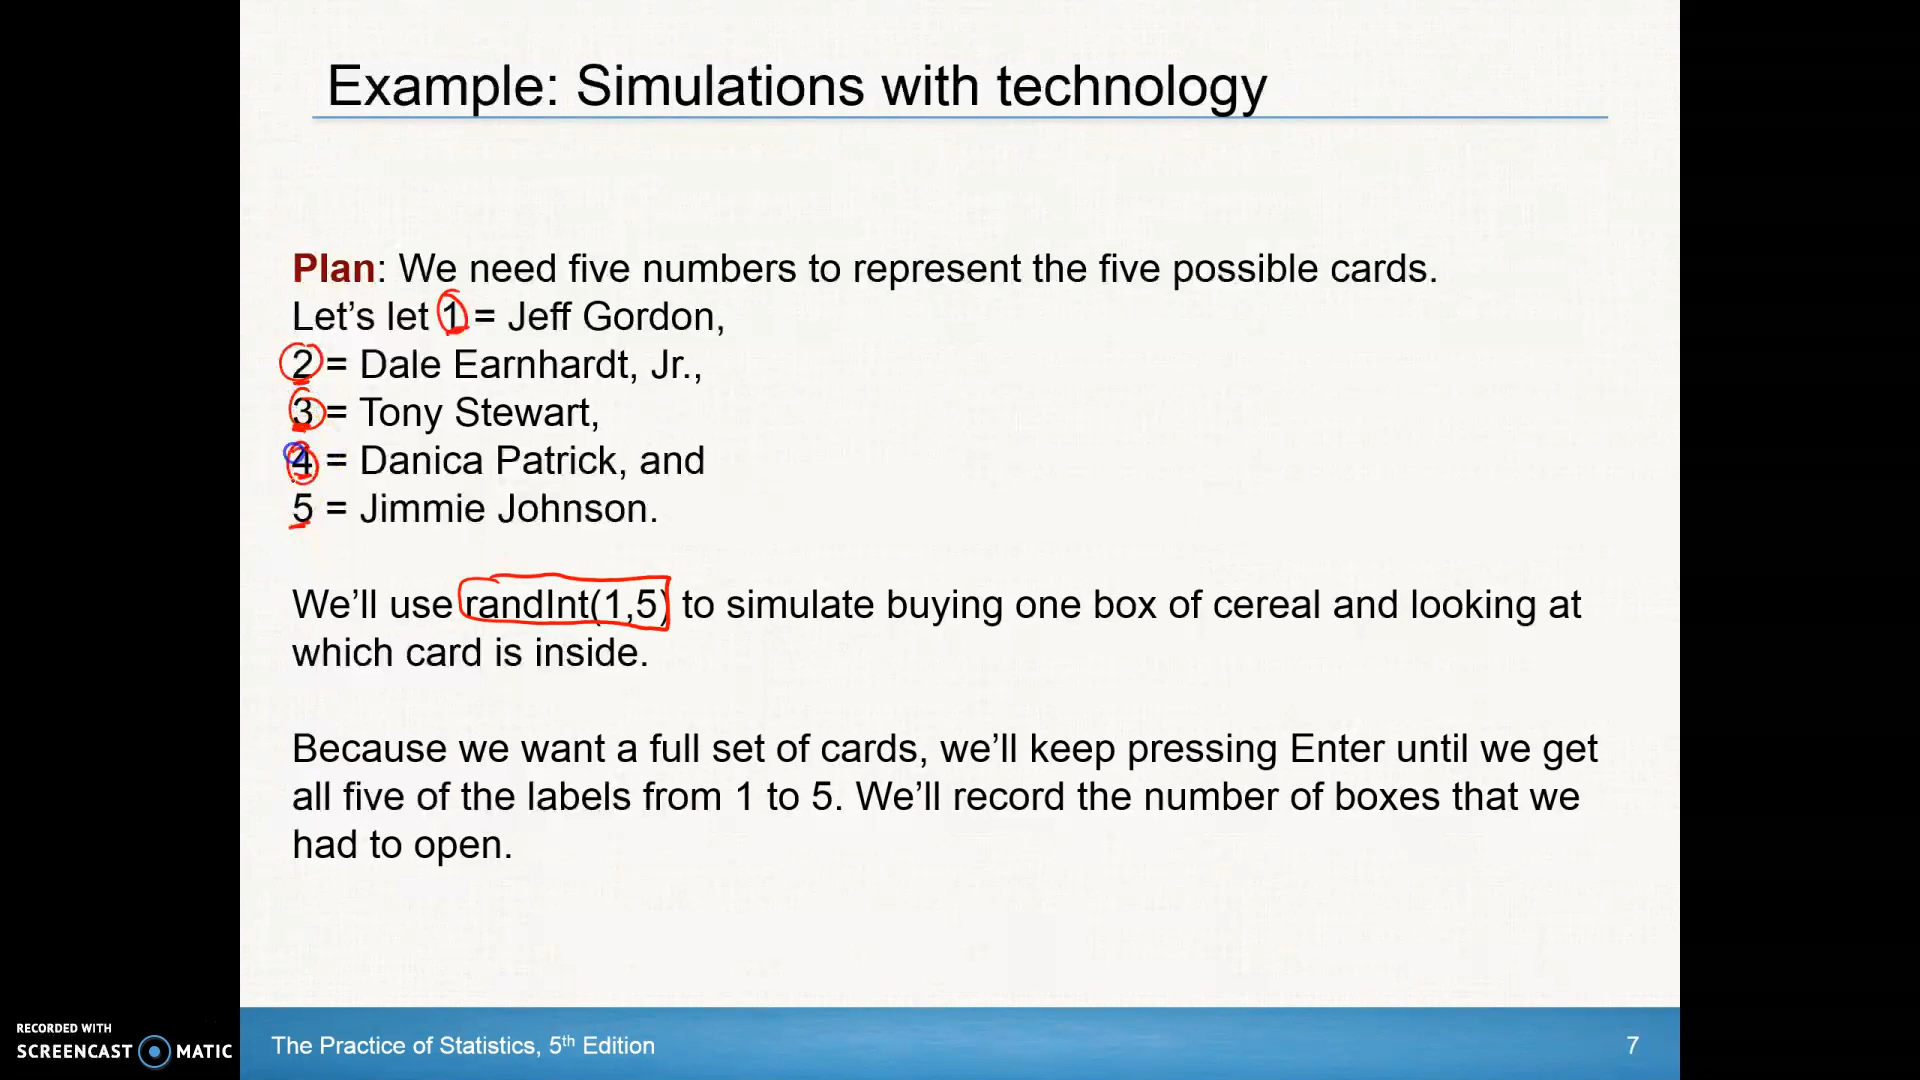 Example: Simulations with technology
Plan: We need five numbers to represent the five possible cards.
Let’s let 1 = Jeff Gordon,
2 = Dale Earnhardt, Jr.,
3 = Tony Stewart,
4 = Danica Patrick, and
5 = Jimmie Johnson.
We’ll use randInt(1,5) to simulate buying one box of cereal and looking at
which card is inside.
Because we want a full set of cards, we’ll keep pressing Enter until we get
all five of the labels from 1 to 5. We’ll record the number of boxes that we
had to open.
RECORDED WITH
SCREENCAST MATIC
The Practice of Statistics, 5th Edition
7